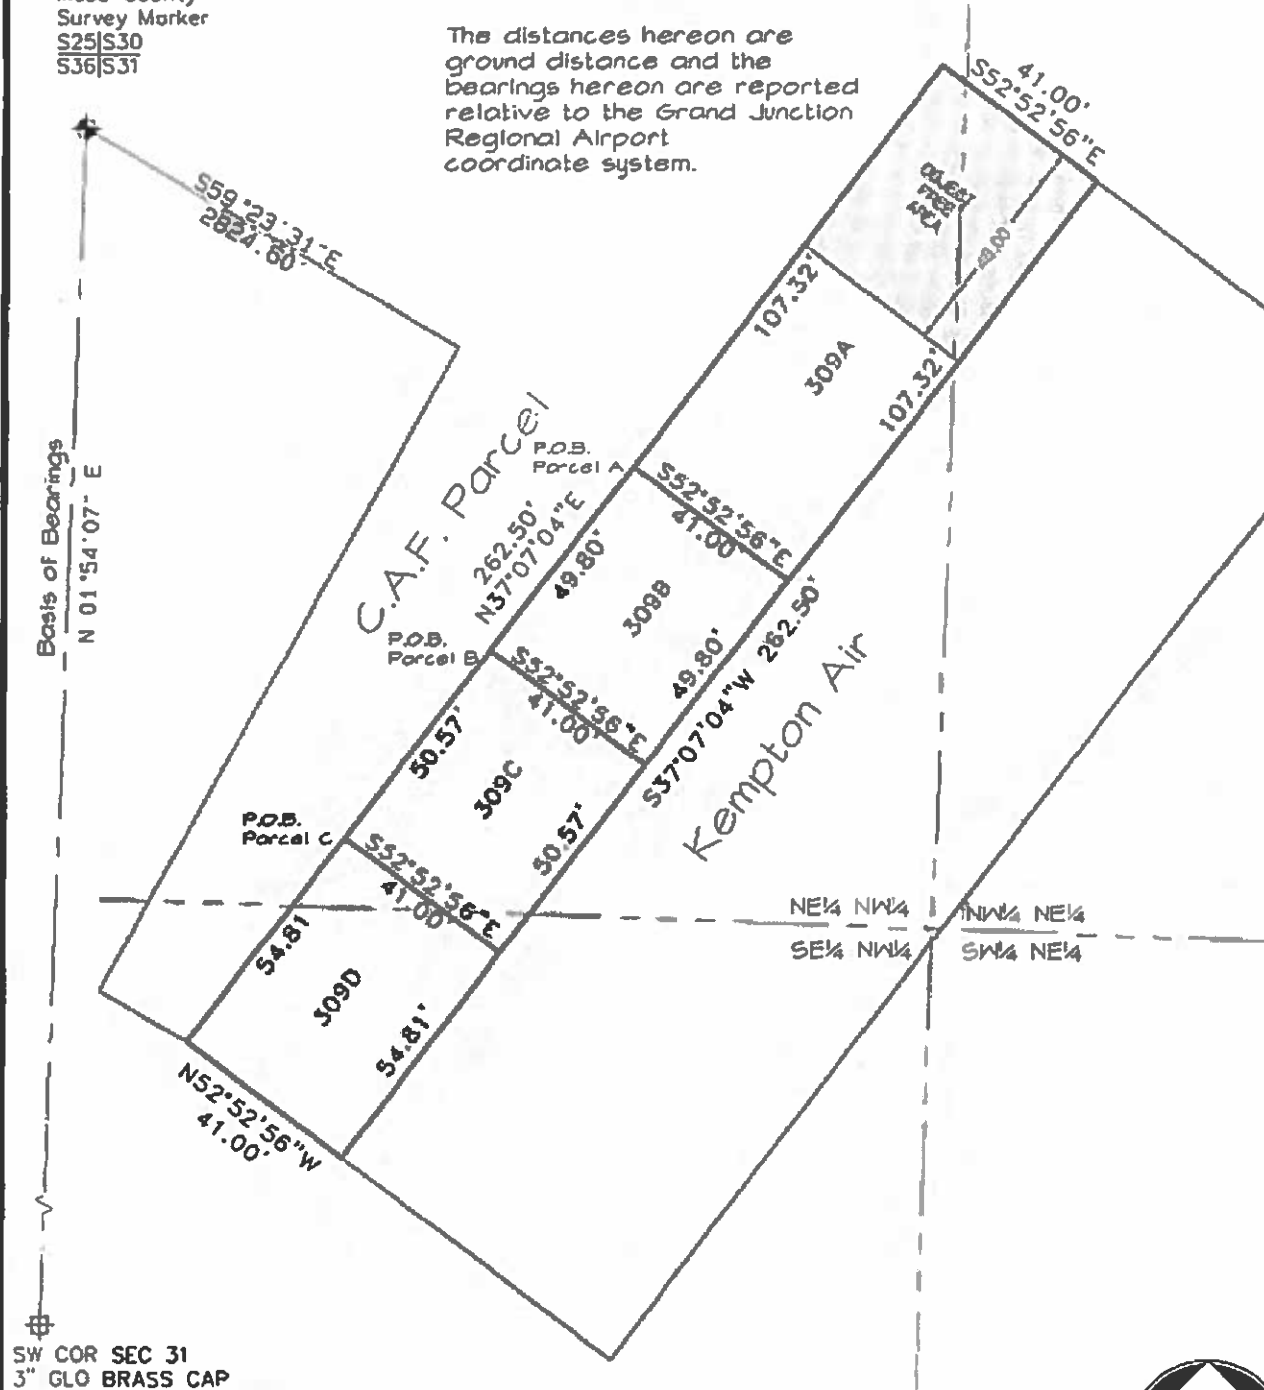 Survey Marker
S25|S30
S36|S31
The distances hereon are
ground distance and the
bearings hereon are reported
relative to the Grand Junction
Regional Airport
coordinate system.
41.00'
S52°52'56"E
S59°23'31"E
2824.60'
OBJECT
FREE
AREA
48.00'
107.32'
309A
107.32'
Basis of Bearings
N 01°54'07" E
C.A.F. Parcel
P.O.B.
Parcel A
S52°52'56"E
41.00'
262.50'
N37°07'04"E
49.80'
309B
49.80'
S37°07'04"W 262.50'
Kempton Air
P.O.B.
Parcel B
S52°52'56"E
41.00'
50.57'
309C
50.57'
P.O.B.
Parcel C
S52°52'56"E
41.00'
NE¼ NW¼
NW¼ NE¼
SE¼ NW¼
SW¼ NE¼
54.81'
309D
54.81'
N52°52'56"W
41.00'
SW COR SEC 31
3" GLO BRASS CAP